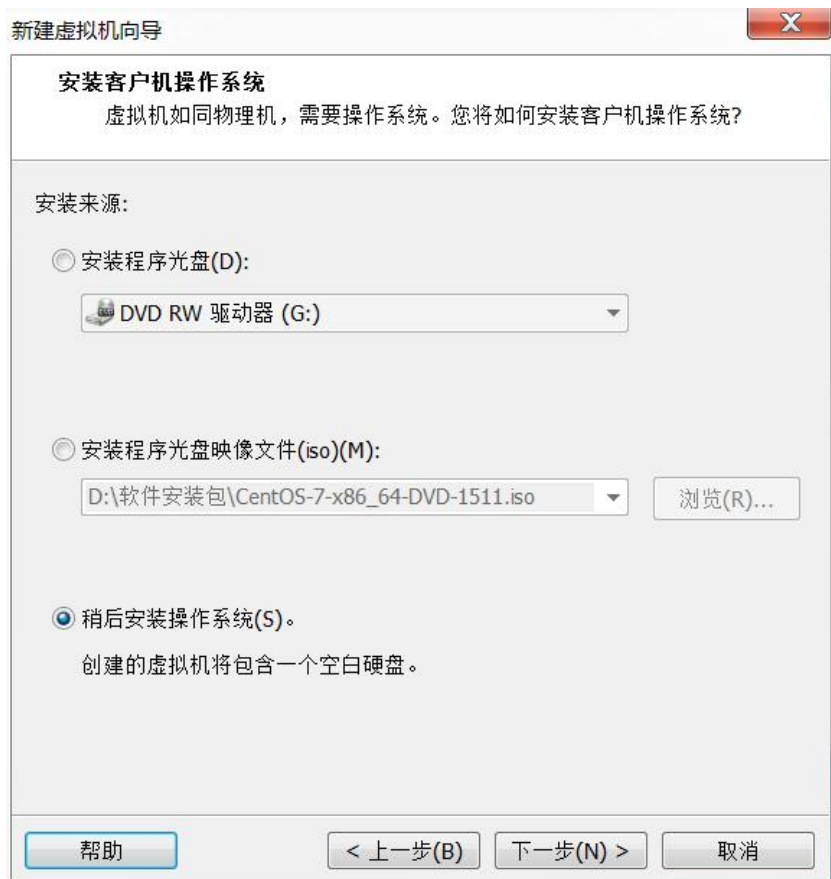 新建虚拟机向导
安装客户机操作系统
虚拟机如同物理机，需要操作系统。您将如何安装客户机操作系统?
安装来源:
安装程序光盘(D):
DVD RW 驱动器 (G:)
安装程序光盘映像文件(iso)(M):
D:\软件安装包\CentOS-7-x86_64-DVD-1511.iso
浏览(R)...
稍后安装操作系统(S)。
创建的虚拟机将包含一个空白硬盘。
帮助
< 上一步(B)
下一步(N) >
取消